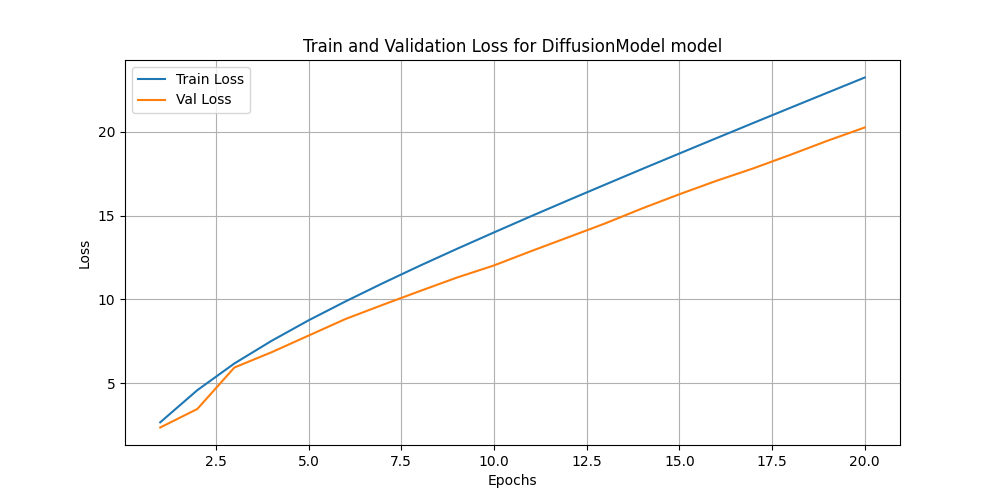 Train and Validation Loss for DiffusionModel model
Train Loss
Val Loss
20
15
10
5
Loss
2.5 5.0 7.5 10.0 12.5 15.0 17.5 20.0
Epochs